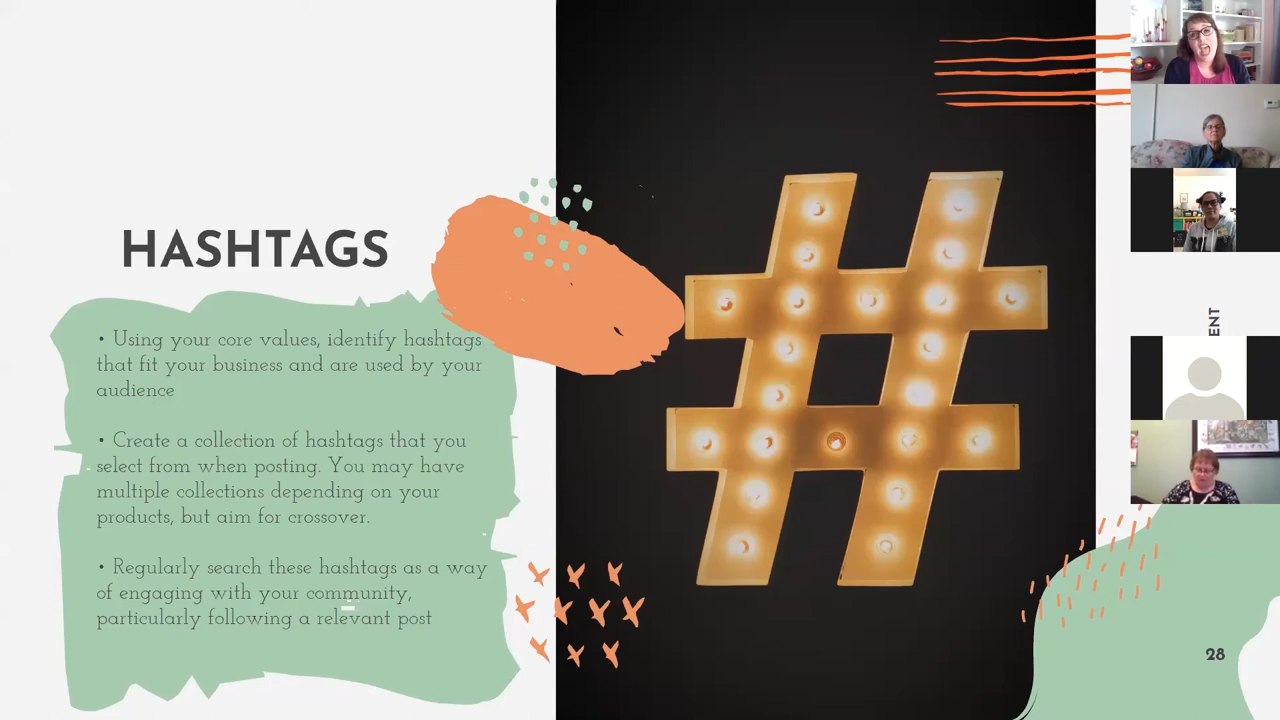 HASHTAGS
• Using your core values, identify hashtags
that fit your business and are used by your
audience
• Create a collection of hashtags that you
select from when posting. You may have
multiple collections depending on your
products, but aim for crossover.
• Regularly search these hashtags as a way
of engaging with your community,
particularly following a relevant post
#
ENT
28